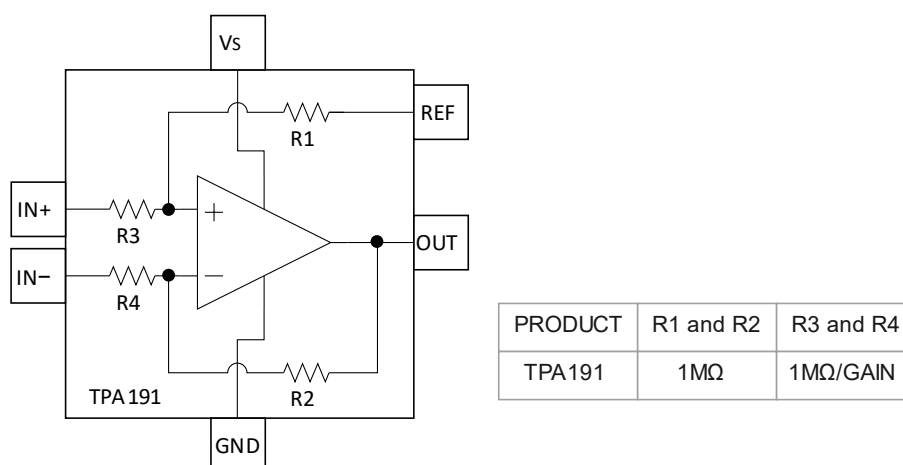 Vs
REF
R1
IN+
+
R3
OUT
IN−
−
R4
R2
TPA191
GND
PRODUCT R1 and R2 R3 and R4
TPA191 1MΩ 1MΩ/GAIN